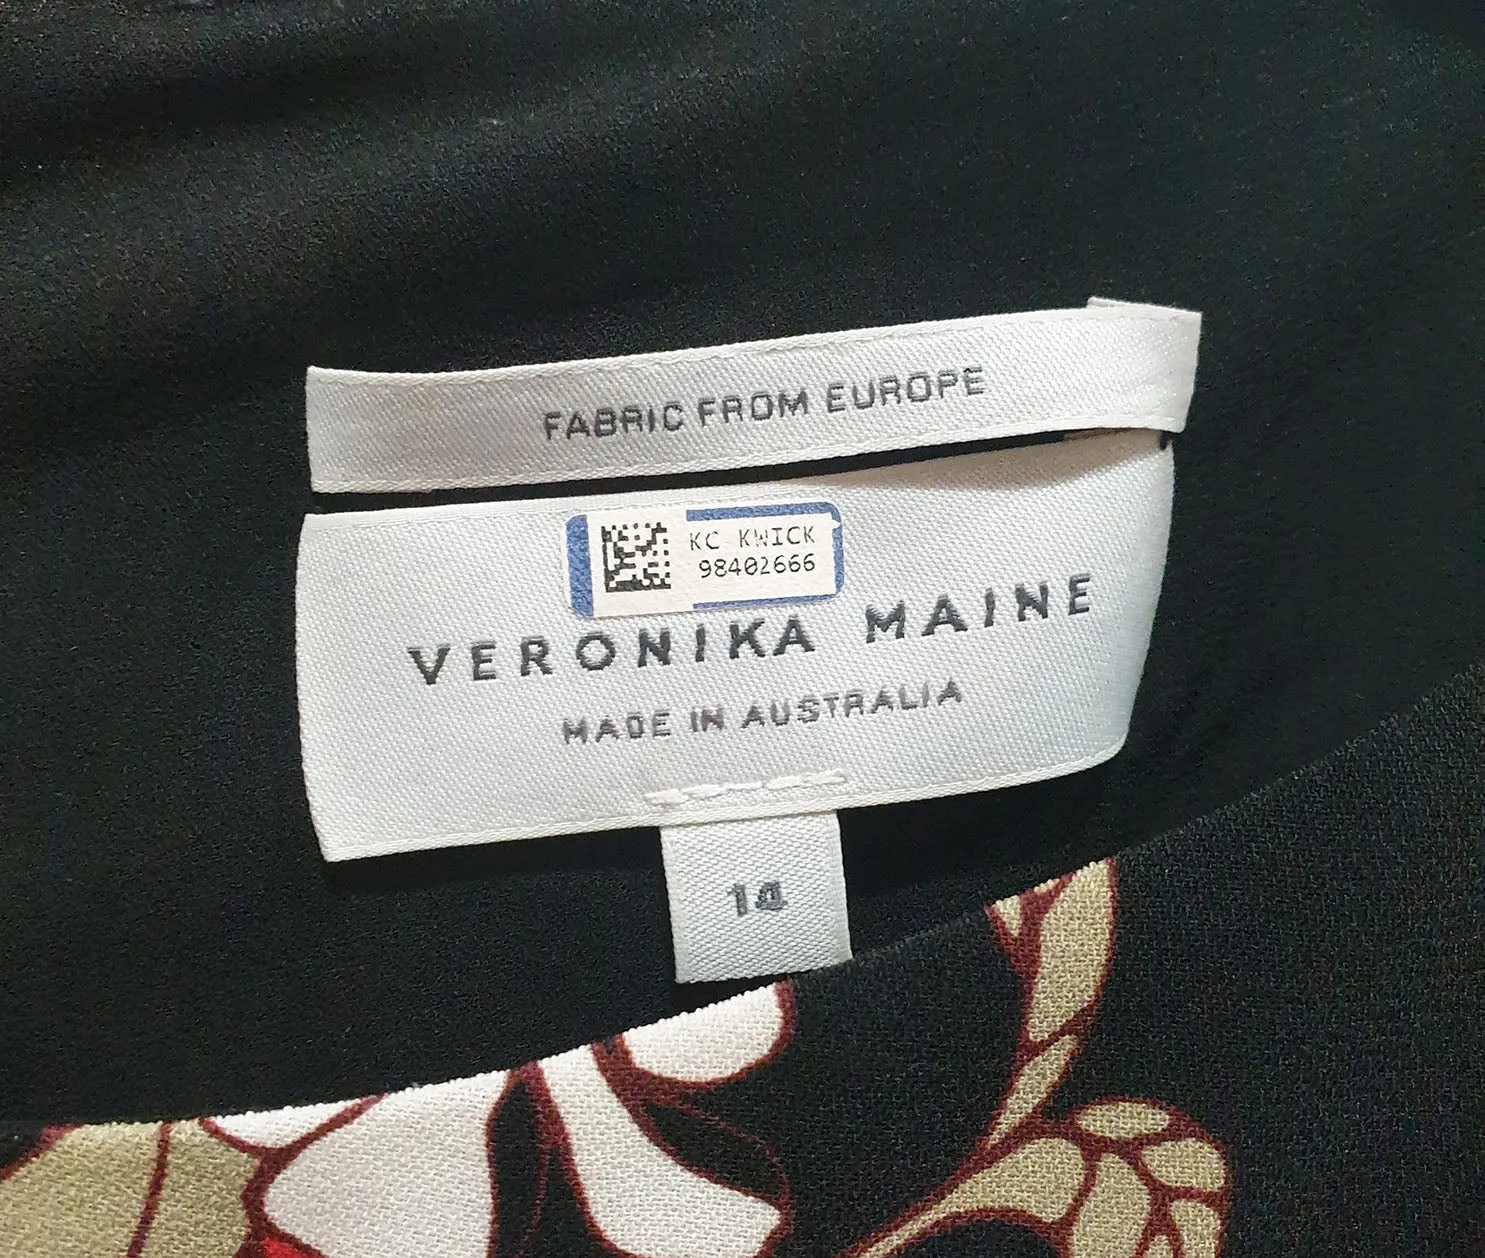 FABRIC FROM EUROPE
KC KWICK
98402666
VERONIKA MAINE
MADE IN AUSTRALIA
14